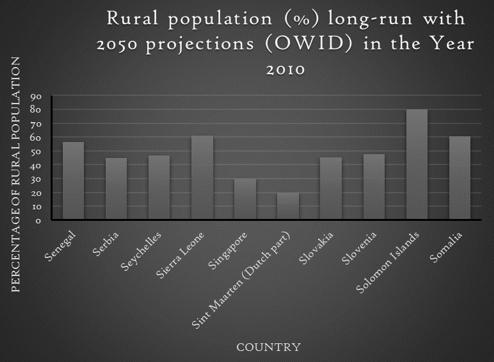 Rural population (%) long-run with
2050 projections (OWID) in the Year
2010
PERCENTAGE OF RURAL POPULATION
90
80
70
60
50
40
30
20
10
0
Senegal
Serbia
Seychelles
Sierra Leone
Singapore
Sint Maarten (Dutch part)
Slovakia
Slovenia
Solomon Islands
Somalia
COUNTRY